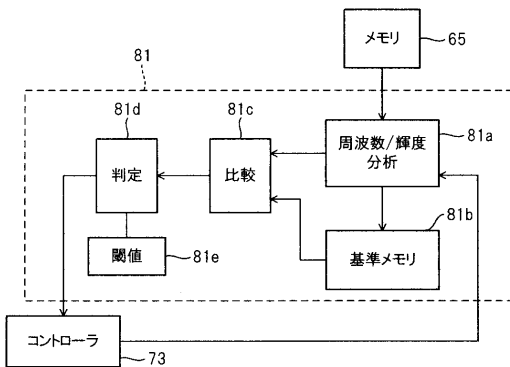 メモリ
65
81
81d
81c
81a
判定
比較
周波数/輝度
分析
81b
閾値
81e
基準メモリ
コントローラ
73